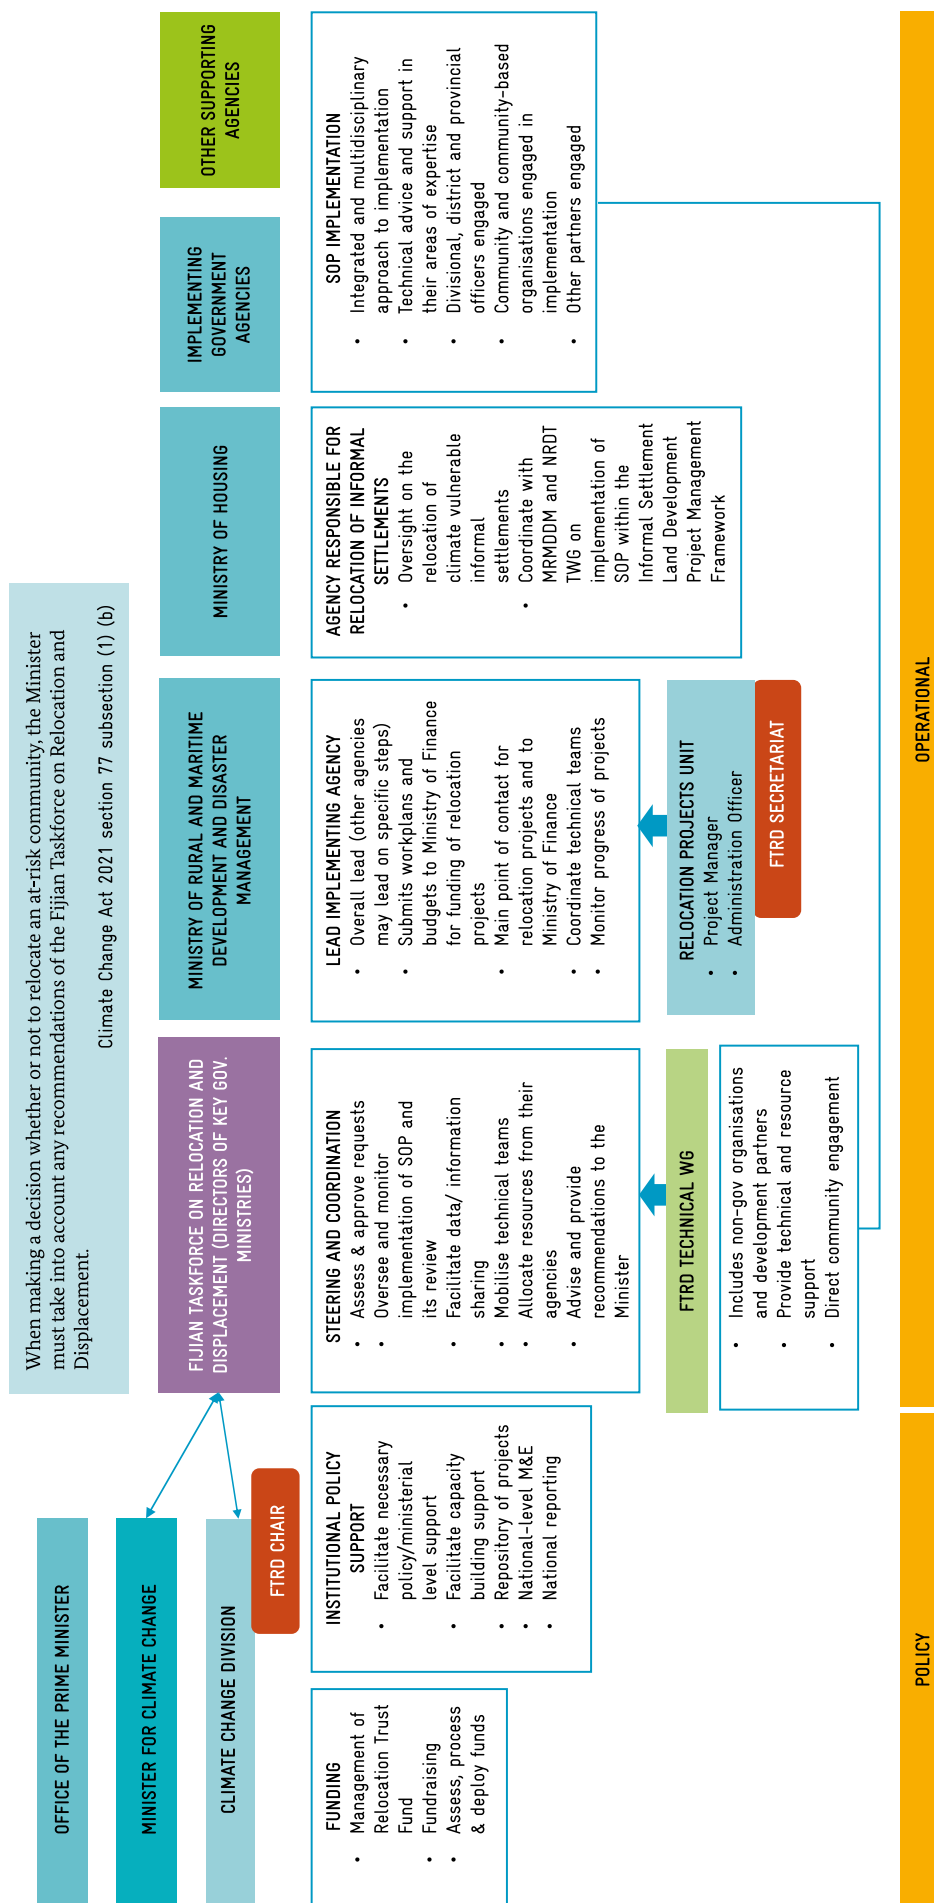 When making a decision whether or not to relocate an at-risk community, the Minister
must take into account any recommendations of the Fijian Taskforce on Relocation and
Displacement.
Climate Change Act 2021 section 77 subsection (1) (b)
OFFICE OF THE PRIME MINISTER
MINISTER FOR CLIMATE CHANGE
CLIMATE CHANGE DIVISION
FTRD CHAIR
FIJIAN TASKFORCE ON RELOCATION AND
DISPLACEMENT (DIRECTORS OF KEY GOV.
MINISTRIES)
MINISTRY OF RURAL AND MARITIME
DEVELOPMENT AND DISASTER
MANAGEMENT
MINISTRY OF HOUSING
IMPLEMENTING
GOVERNMENT
AGENCIES
OTHER SUPPORTING
AGENCIES
FUNDING
• Management of
Relocation Trust
Fund
• Fundraising
• Assess, process
& deploy funds
INSTITUTIONAL POLICY
SUPPORT
• Facilitate necessary
policy/ministerial
level support
• Facilitate capacity
building support
• Repository of projects
• National-level M&E
• National reporting
STEERING AND COORDINATION
• Assess & approve requests
• Oversee and monitor
implementation of SOP and
its review
• Facilitate data/ information
sharing
• Mobilise technical teams
• Allocate resources from their
agencies
• Advise and provide
recommendations to the
Minister
FTRD TECHNICAL WG
• Includes non-gov organisations
and development partners
• Provide technical and resource
support
• Direct community engagement
LEAD IMPLEMENTING AGENCY
• Overall lead (other agencies
may lead on specific steps)
• Submits workplans and
budgets to Ministry of Finance
for funding of relocation
projects
• Main point of contact for
relocation projects and to
Ministry of Finance
• Coordinate technical teams
• Monitor progress of projects
RELOCATION PROJECTS UNIT
• Project Manager
• Administration Officer
FTRD SECRETARIAT
AGENCY RESPONSIBLE FOR
RELOCATION OF INFORMAL
SETTLEMENTS
• Oversight on the
relocation of
climate vulnerable
informal
settlements
• Coordinate with
MRMDDM and NRDT
TWG on
implementation of
SOP within the
Informal Settlement
Land Development
Project Management
Framework
SOP IMPLEMENTATION
• Integrated and multidisciplinary
approach to implementation
• Technical advice and support in
their areas of expertise
• Divisional, district and provincial
officers engaged
• Community and community-based
organisations engaged in
implementation
• Other partners engaged
POLICY
OPERATIONAL